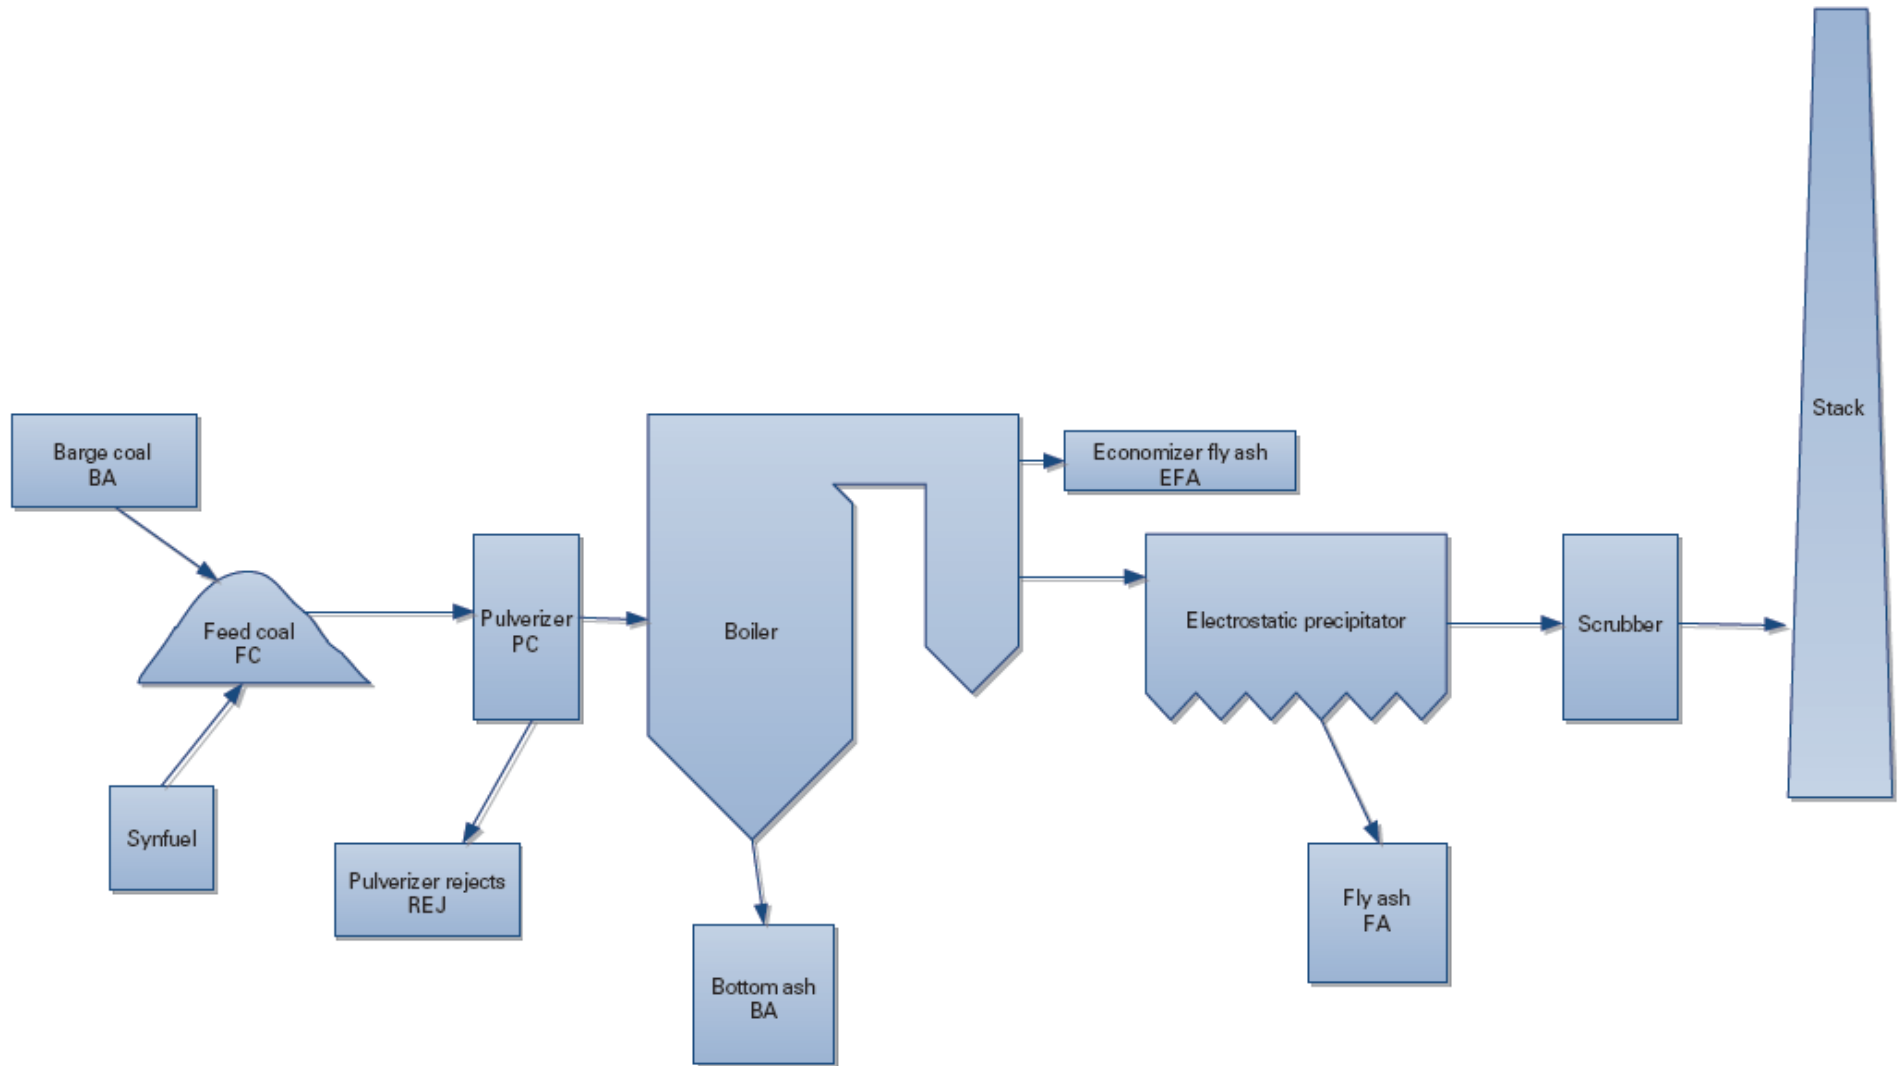 Stack
Barge coal
BA
Economizer fly ash
EFA
Feed coal
FC
Pulverizer
PC
Boiler
Electrostatic precipitator
Scrubber
Synfuel
Pulverizer rejects
REJ
Fly ash
FA
Bottom ash
BA